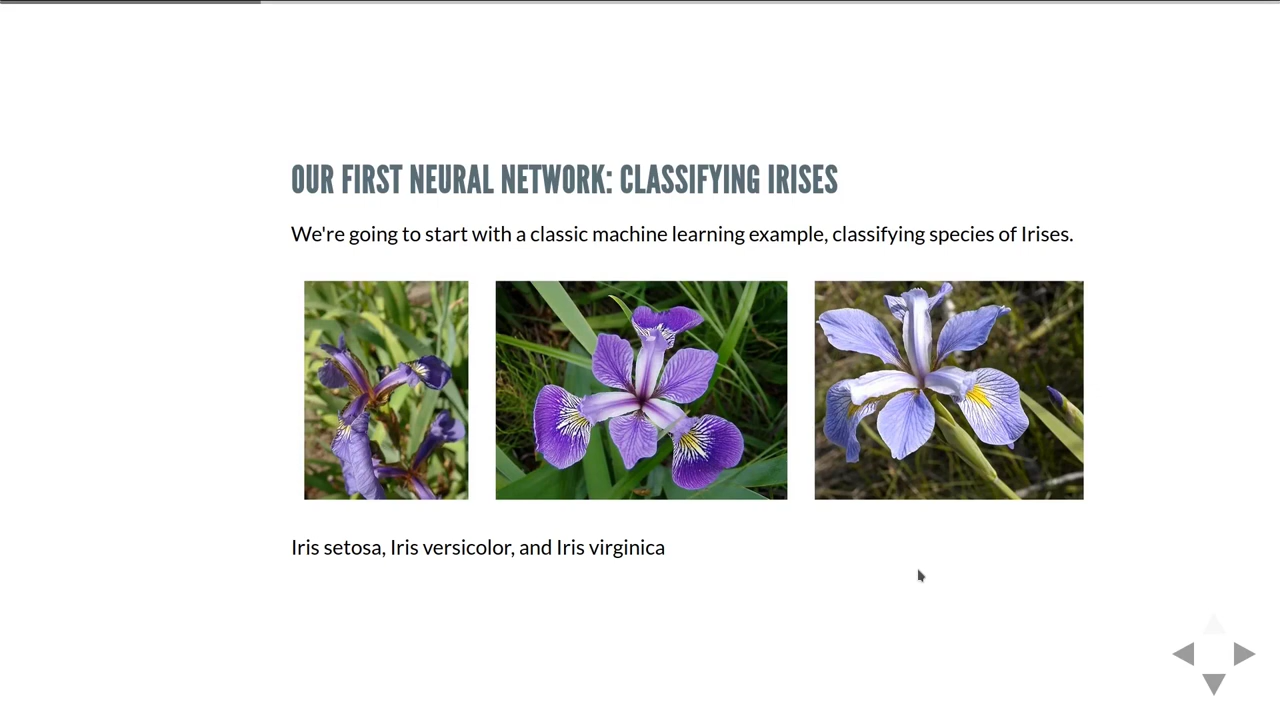 OUR FIRST NEURAL NETWORK: CLASSIFYING IRISES
We're going to start with a classic machine learning example, classifying species of Irises.
Iris setosa, Iris versicolor, and Iris virginica